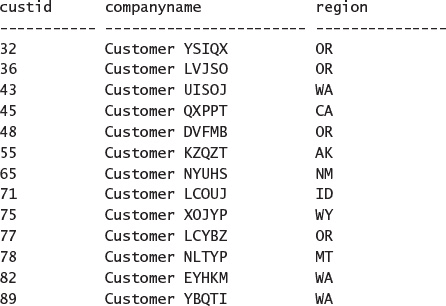 custid companyname region
----------- ----------------------- ---------------
32 Customer YSIQX OR
36 Customer LVJSO OR
43 Customer UISOJ WA
45 Customer QXPPT CA
48 Customer DVFMB OR
55 Customer KZQZT AK
65 Customer NYUHS NM
71 Customer LCOUJ ID
75 Customer XOJYP WY
77 Customer LCYBZ OR
78 Customer NLTYP MT
82 Customer EYHKM WA
89 Customer YBQTI WA